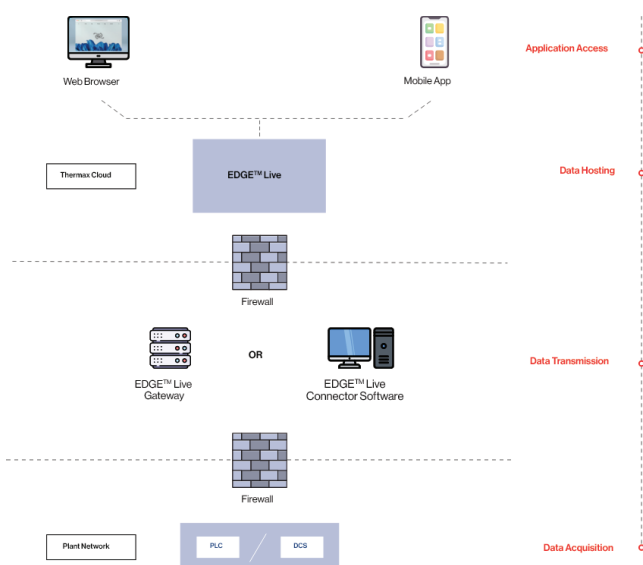 Application Access
Web Browser
Mobile App
Thermax Cloud
EDGE™ Live
Data Hosting
Firewall
OR
Data Transmission
EDGE™ Live
Gateway
EDGE™ Live
Connector Software
Firewall
Plant Network
PLC
DCS
Data Acquisition